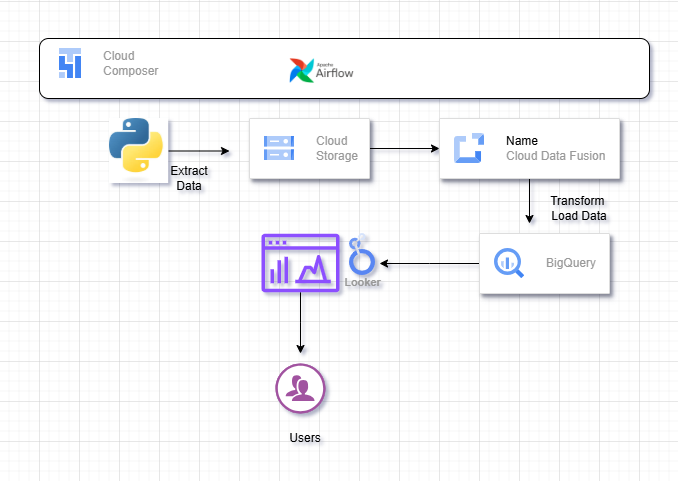 Cloud
Composer
Apache
Airflow
Extract
Data
Cloud
Storage
Name
Cloud Data Fusion
Transform
Load Data
Looker
BigQuery
Users